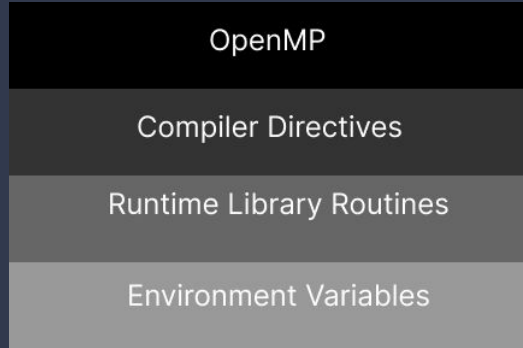 OpenMP
Compiler Directives
Runtime Library Routines
Environment Variables